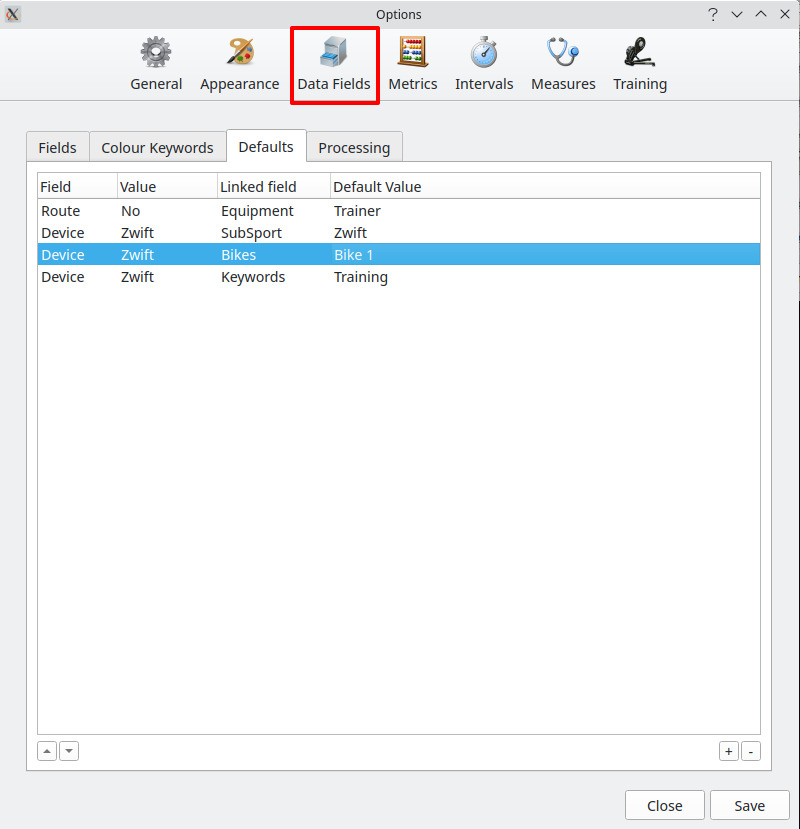 Options
General Appearance Data Fields Metrics Intervals Measures Training
Fields Colour Keywords Defaults Processing
Field Value Linked field Default Value
Route No Equipment Trainer
Device Zwift SubSport Zwift
Device Zwift Bikes Bike 1
Device Zwift Keywords Training
+ -
Close Save